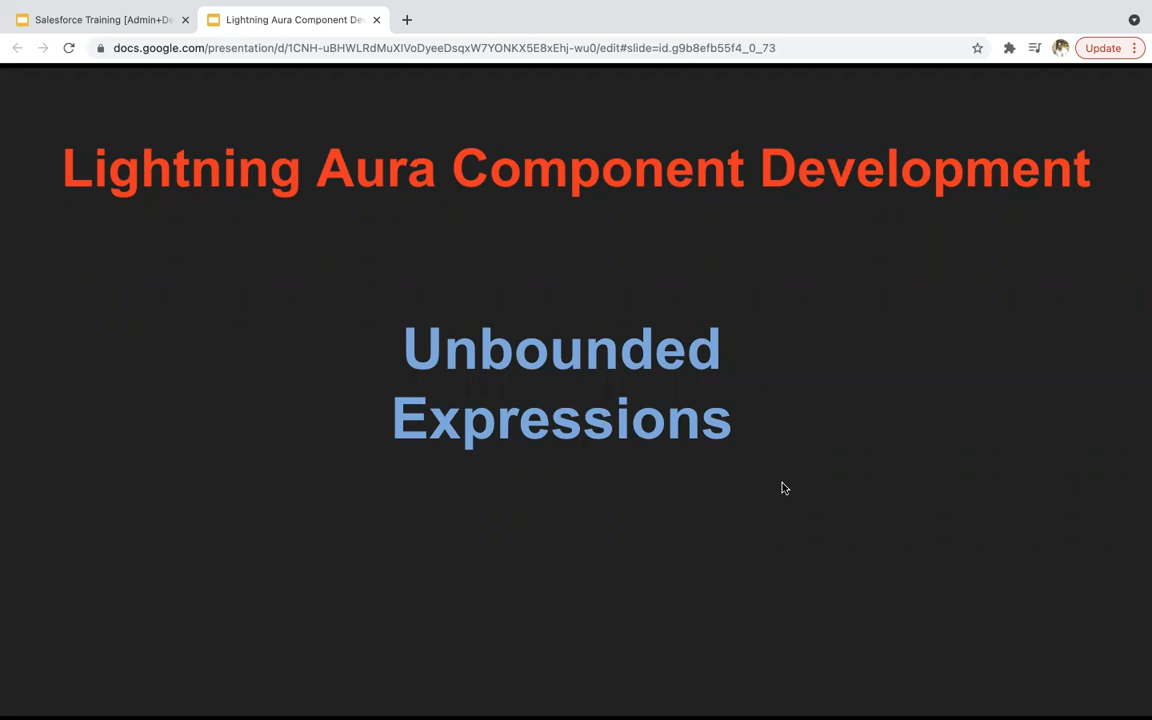 Salesforce Training [Admin+De
Lightning Aura Component De
docs.google.com/presentation/d/1CNH-uBHWLRdMuXIVoDyeeDsqxW7YONKX5E8xEhj-wu0/edit#slide=id.g9b8efb55f4_0_73
Update
Lightning Aura Component Development
Unbounded
Expressions